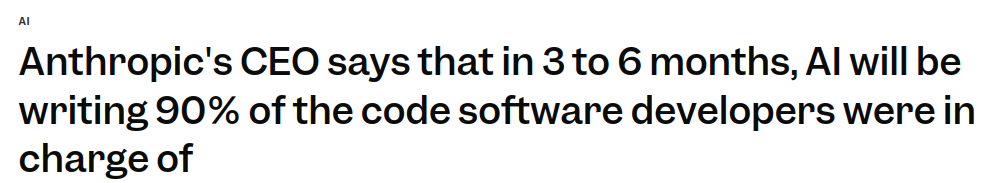 AI
Anthropic's CEO says that in 3 to 6 months, AI will be
writing 90% of the code software developers were in
charge of